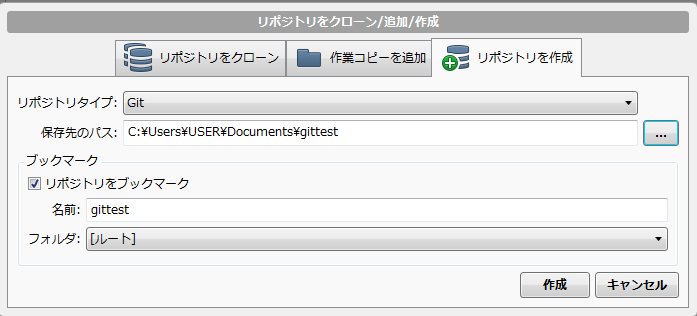 リポジトリをクローン/追加/作成
リポジトリをクローン 作業コピーを追加 リポジトリを作成
リポジトリタイプ: Git
保存先のパス: C:¥Users¥USER¥Documents¥gittest ...
ブックマーク
リポジトリをブックマーク
名前: gittest
フォルダ: [ルート]
作成 キャンセル